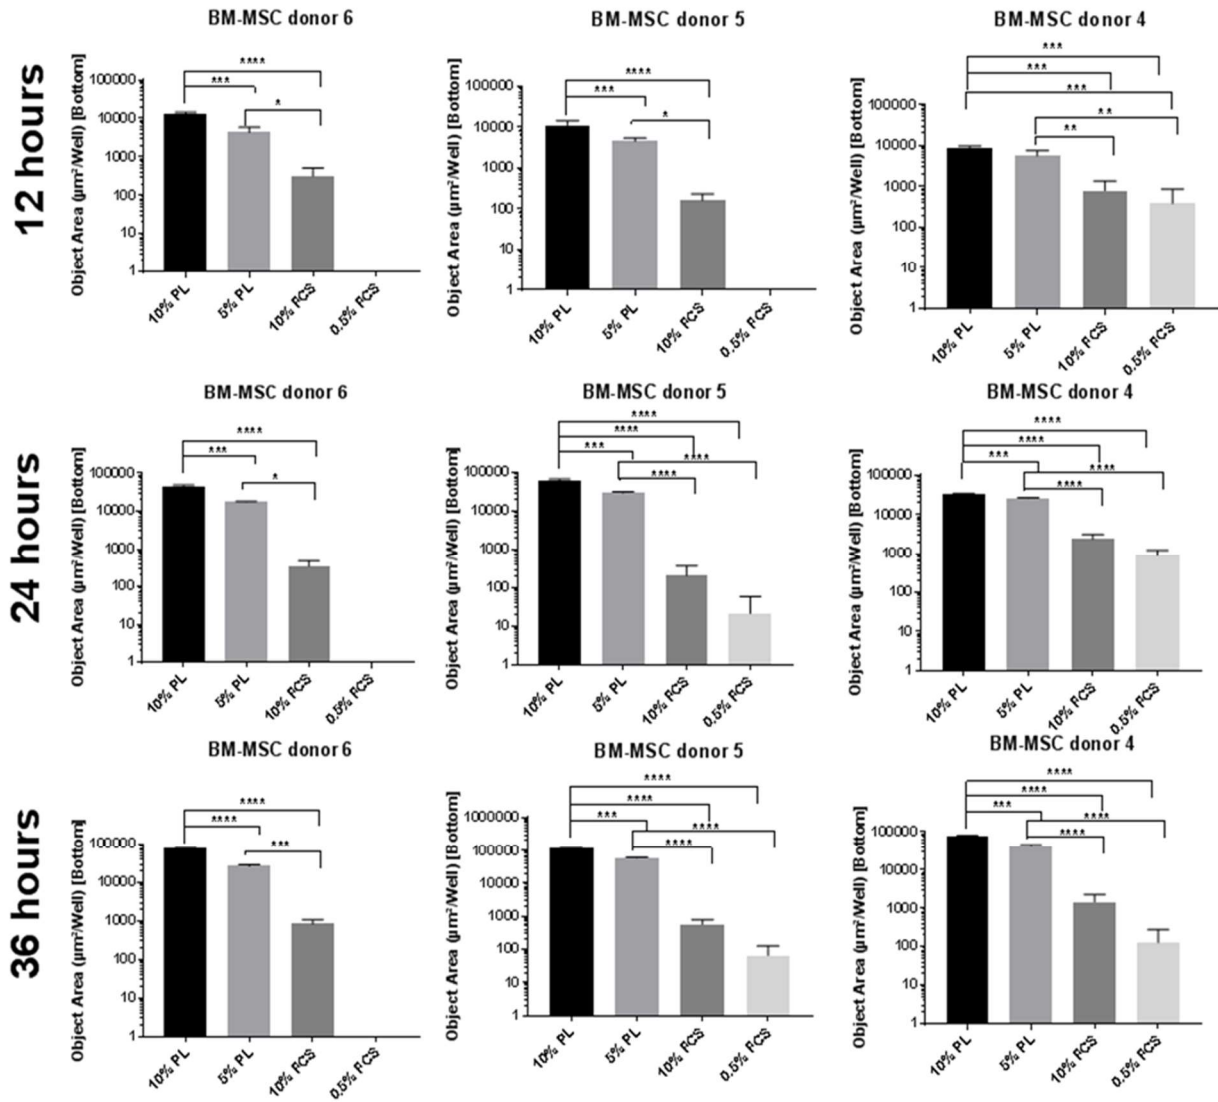 12 hours
BM-MSC donor 6
Object Area (µm²/Well) [Bottom]
100000
10000
1000
100
10
1
****
***
*
10% PL
5% PL
10% FCS
0.5% FCS
BM-MSC donor 5
Object Area (µm²/Well) [Bottom]
100000
10000
1000
100
10
1
****
***
*
10% PL
5% PL
10% FCS
0.5% FCS
BM-MSC donor 4
Object Area (µm²/Well) [Bottom]
100000
10000
1000
100
10
1
***
***
***
**
**
10% PL
5% PL
10% FCS
0.5% FCS
24 hours
BM-MSC donor 6
Object Area (µm²/Well) [Bottom]
100000
10000
1000
100
10
1
****
***
*
10% PL
5% PL
10% FCS
0.5% FCS
BM-MSC donor 5
Object Area (µm²/Well) [Bottom]
100000
10000
1000
100
10
1
****
****
***
****
****
10% PL
5% PL
10% FCS
0.5% FCS
BM-MSC donor 4
Object Area (µm²/Well) [Bottom]
100000
10000
1000
100
10
1
****
****
***
****
****
10% PL
5% PL
10% FCS
0.5% FCS
36 hours
BM-MSC donor 6
Object Area (µm²/Well) [Bottom]
100000
10000
1000
100
10
1
****
****
***
10% PL
5% PL
10% FCS
0.5% FCS
BM-MSC donor 5
Object Area (µm²/Well) [Bottom]
1000000
100000
10000
1000
100
10
1
****
****
***
****
****
10% PL
5% PL
10% FCS
0.5% FCS
BM-MSC donor 4
Object Area (µm²/Well) [Bottom]
100000
10000
1000
100
10
1
****
****
***
****
****
10% PL
5% PL
10% FCS
0.5% FCS